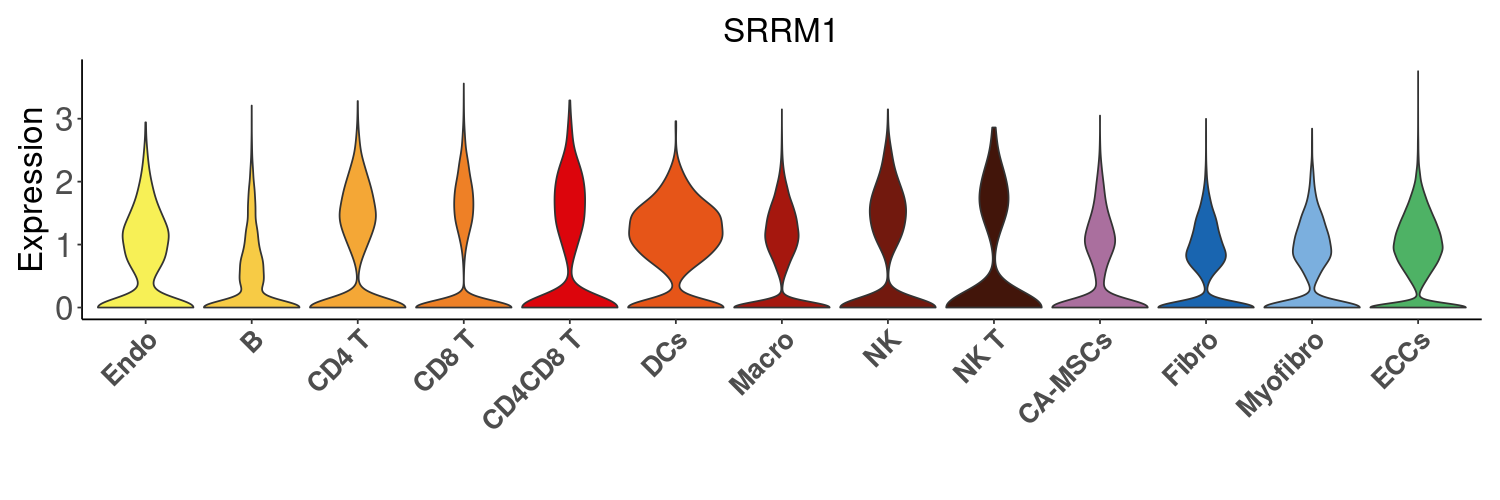 SRRM1
Expression
3
2
1
0
Endo
B
CD4 T
CD8 T
CD4CD8 T
DCs
Macro
NK
NK T
CA-MSCs
Fibro
Myofibro
ECCs